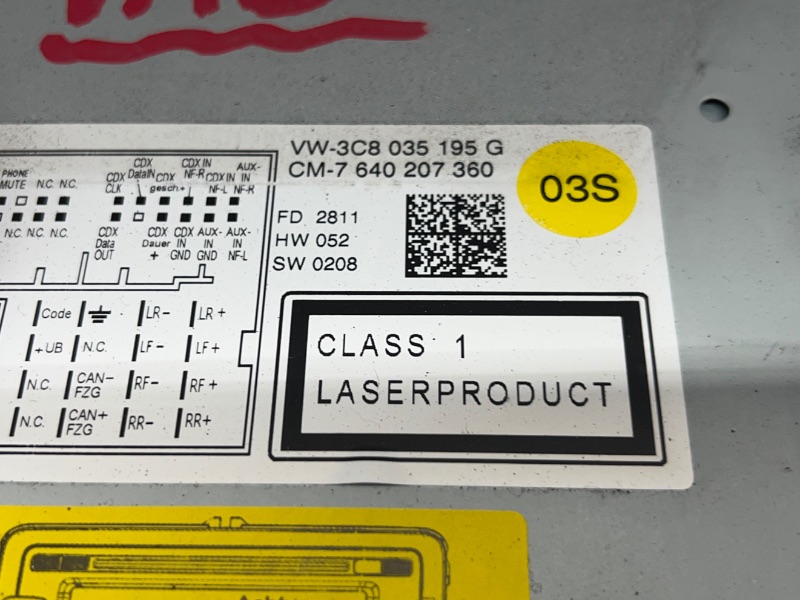 VW-3C8 035 195 G
CM-7 640 207 360
03S
FD 2811
HW 052
SW 0208
PHONE MUTE N.C. N.C.
CDX CLK
CDX DataIN
CDX gesch.+
CDX IN NF-R
CDX IN NF-L
AUX-IN NF-R
N.C. N.C. N.C.
CDX Data OUT
CDX Dauer +
CDX IN GND
AUX-IN GND
AUX-IN NF-L
Code LR- LR+
+UB N.C. LF- LF+
N.C. CAN- FZG RF- RF+
N.C. CAN+ FZG RR- RR+
CLASS 1
LASERPRODUCT